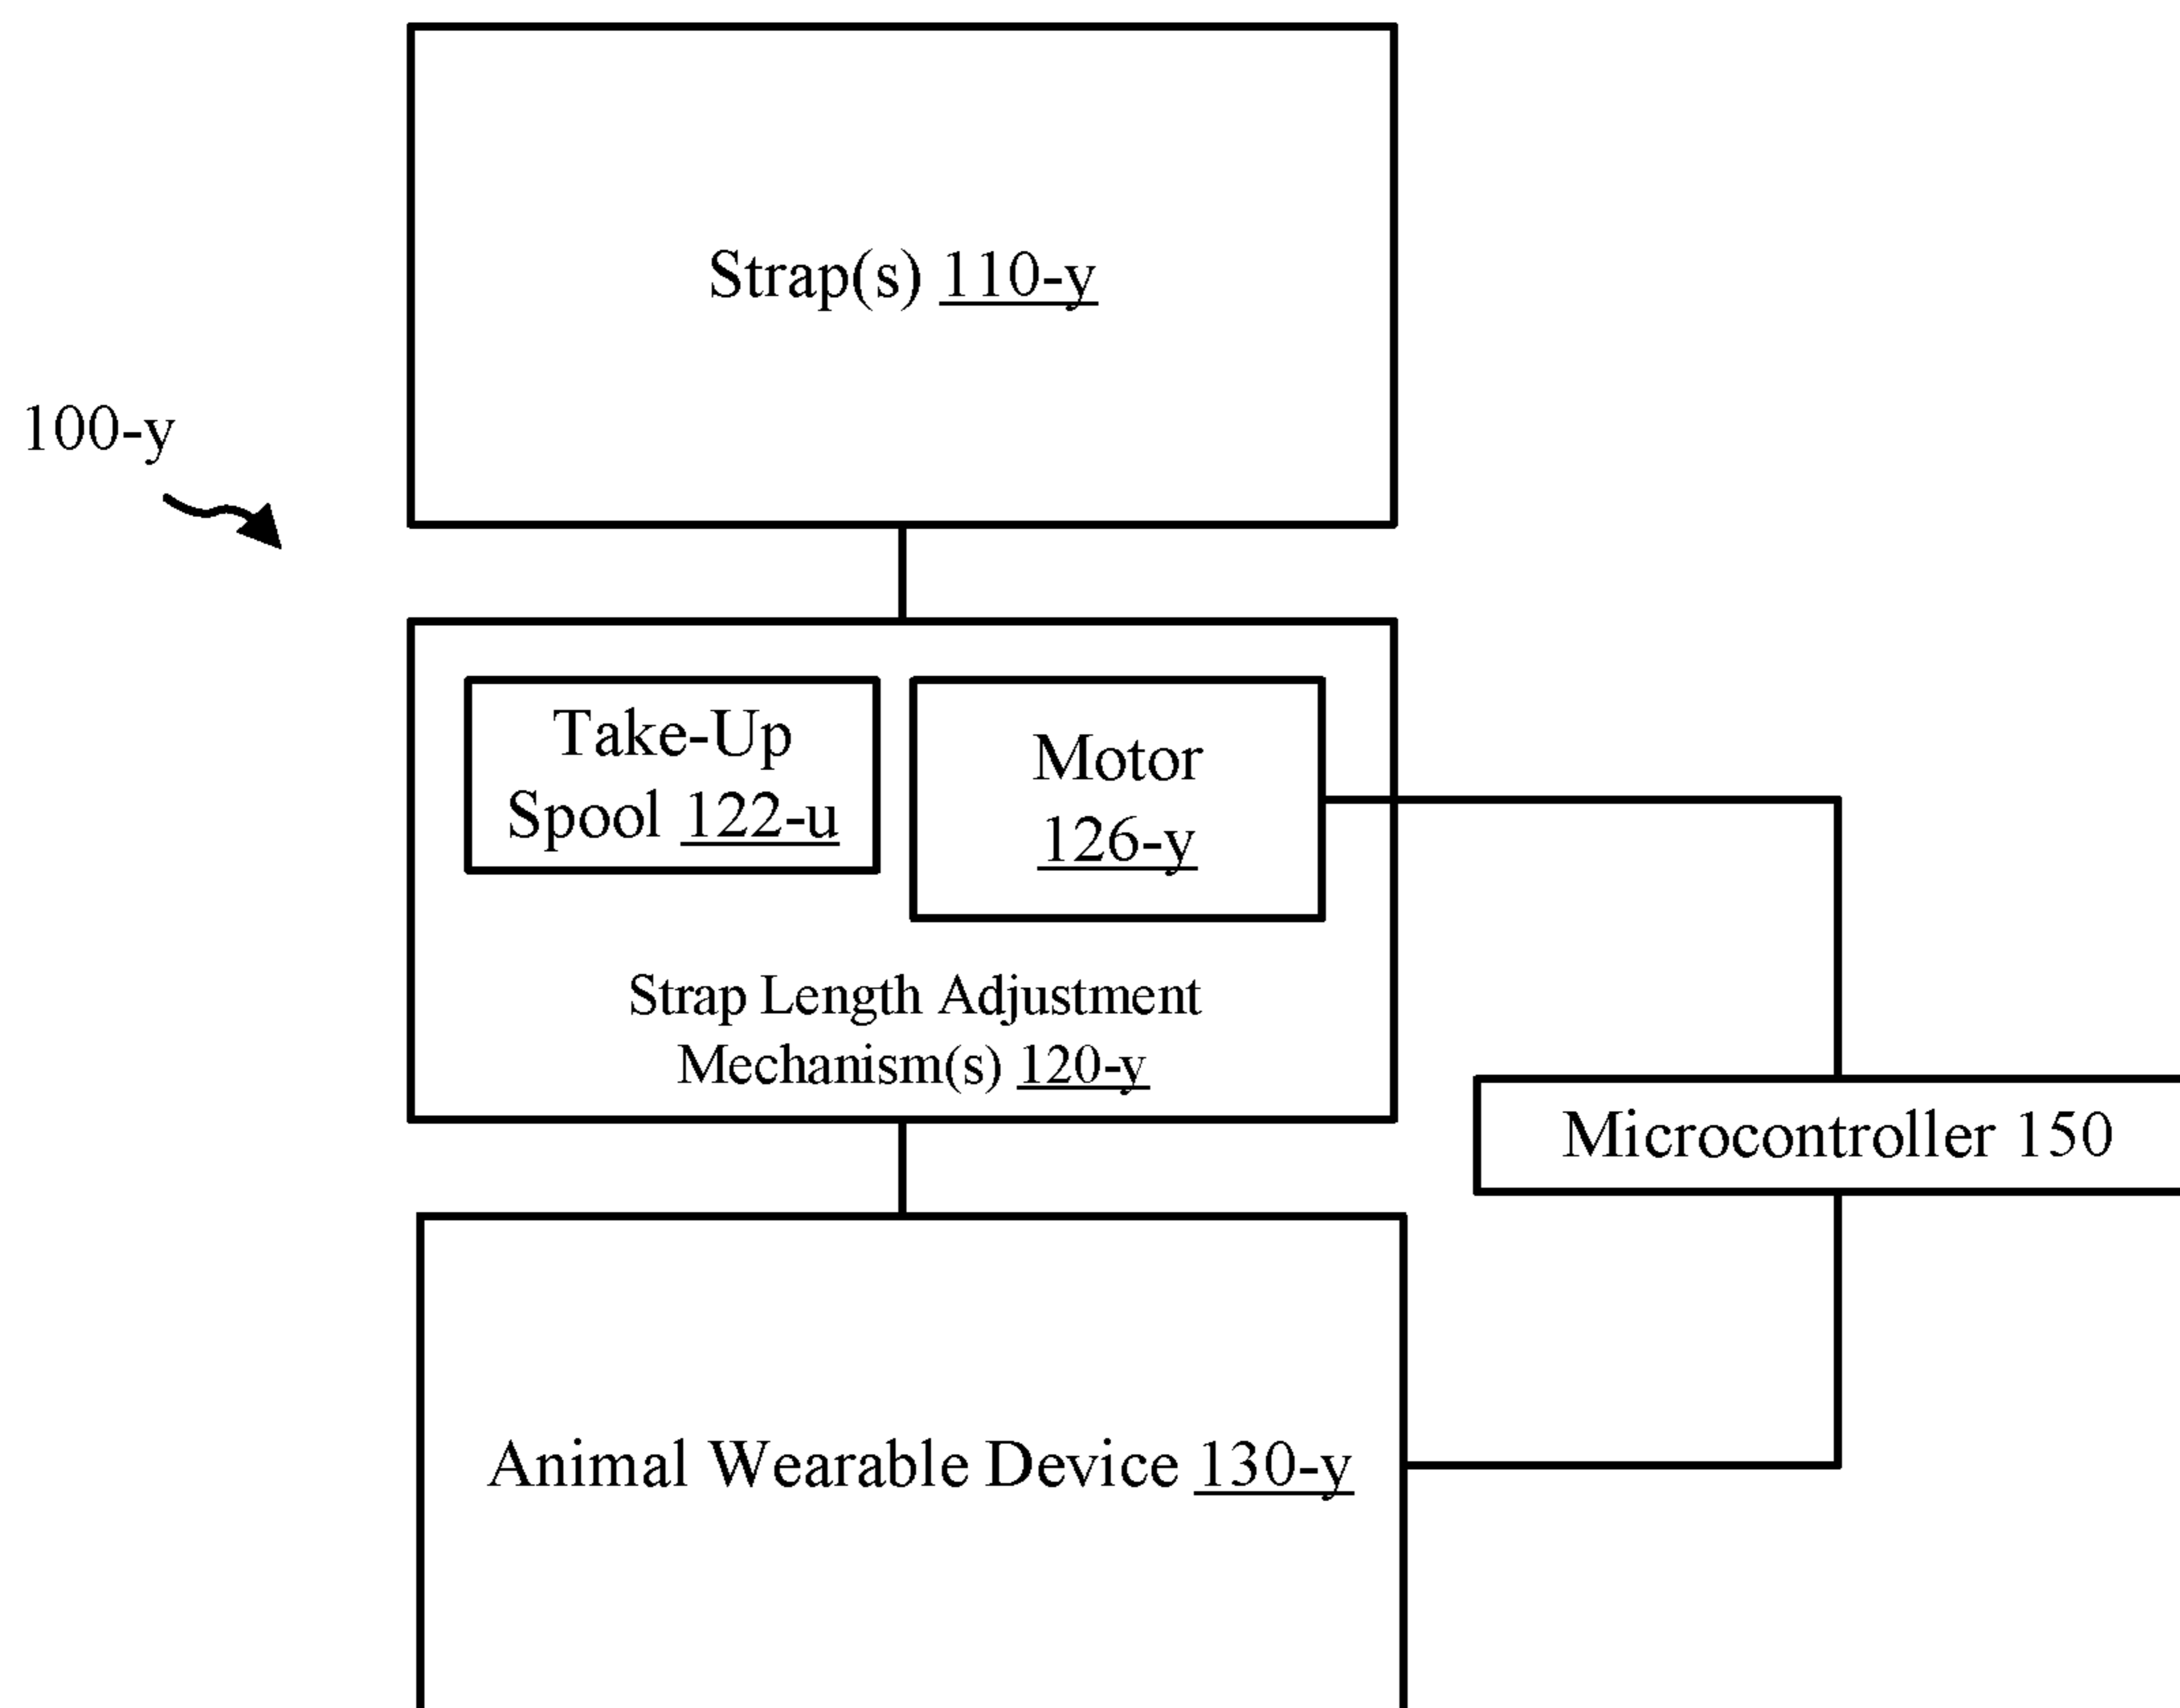 Strap(s) 110-y
100-y
Take-Up
Spool 122-u
Motor
126-y
Strap Length Adjustment
Mechanism(s) 120-y
Microcontroller 150
Animal Wearable Device 130-y